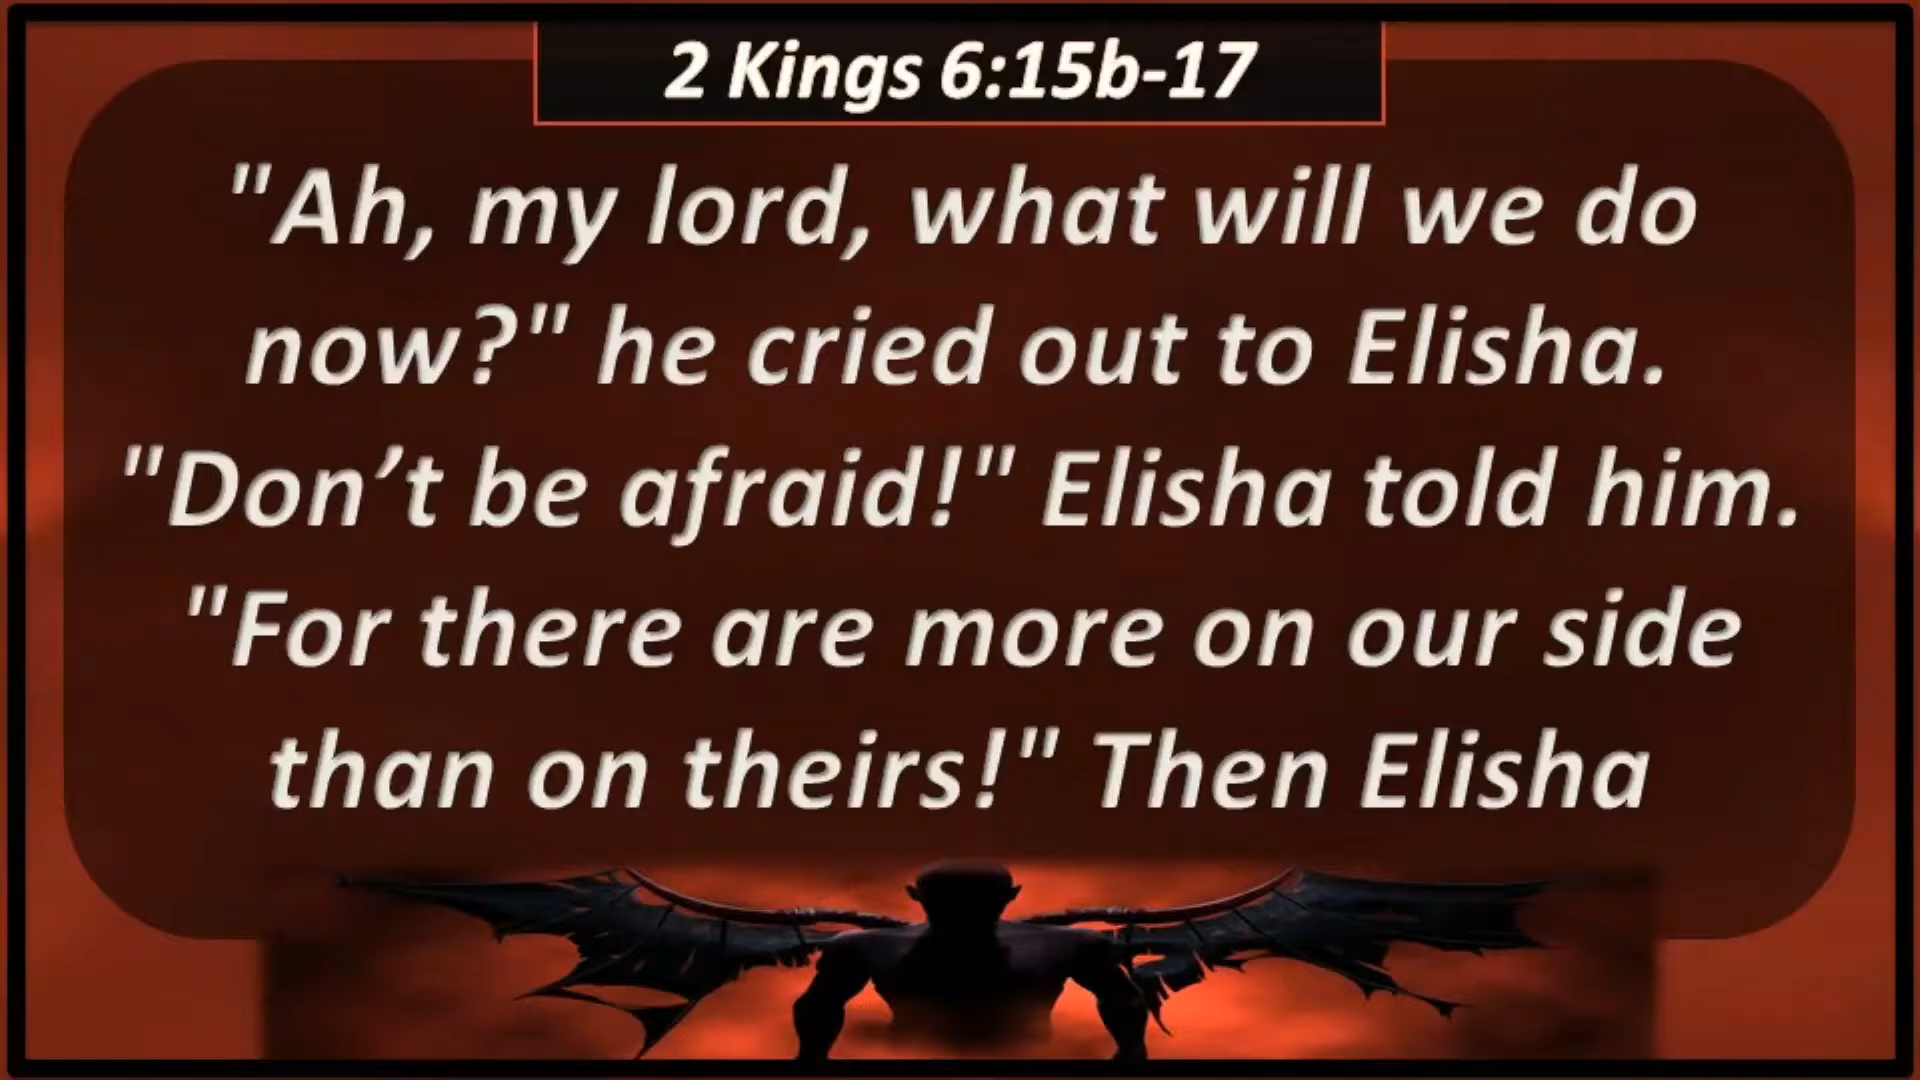 2 Kings 6:15b-17
"Ah, my lord, what will we do
now?" he cried out to Elisha.
"Don’t be afraid!" Elisha told him.
"For there are more on our side
than on theirs!" Then Elisha